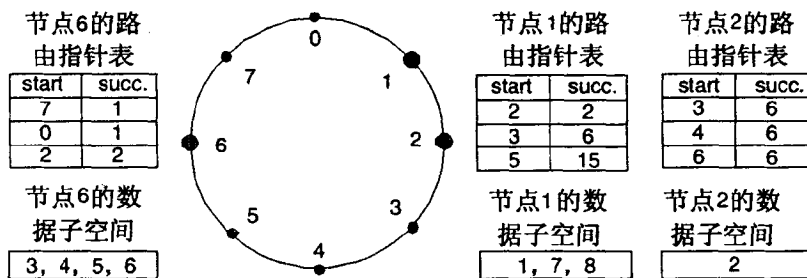 节点6的路
由指针表
start succ.
7 1
0 1
2 2
节点6的数
据子空间
3, 4, 5, 6
0
1
2
3
4
5
6
7
节点1的路
由指针表
start succ.
2 2
3 6
5 15
节点1的数
据子空间
1, 7, 8
节点2的路
由指针表
start succ.
3 6
4 6
6 6
节点2的数
据子空间
2